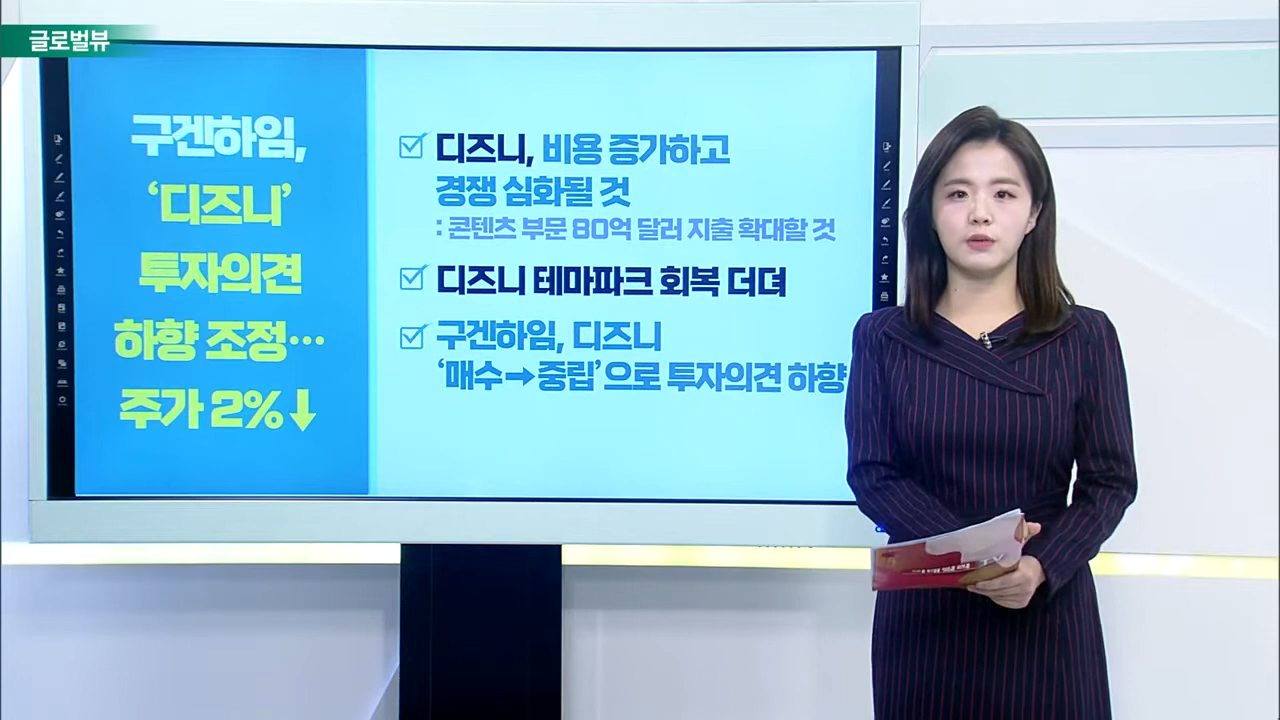 글로벌뷰
구겐하임,
‘디즈니’
투자의견
하향 조정…
주가 2%↓
디즈니, 비용 증가하고
경쟁 심화될 것
: 콘텐츠 부문 80억 달러 지출 확대할 것
디즈니 테마파크 회복 더뎌
구겐하임, 디즈니
‘매수→중립’으로 투자의견 하향